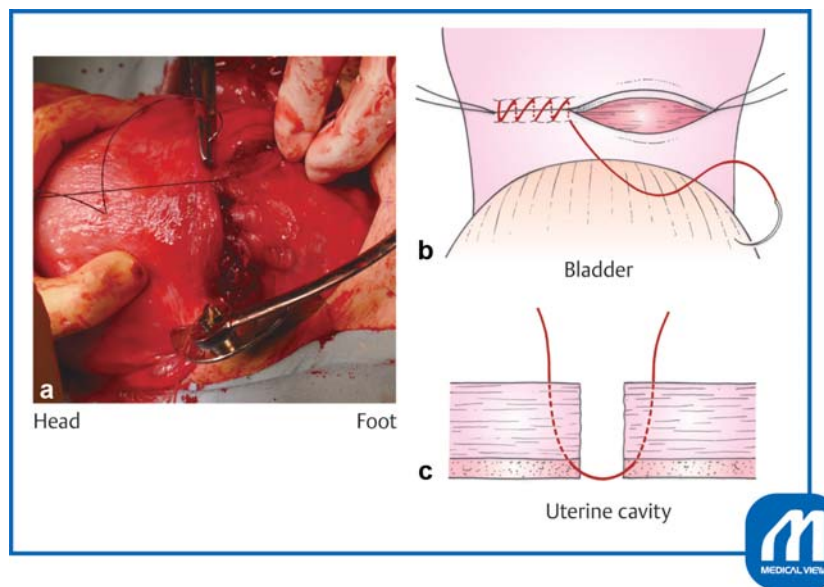 a
Head Foot
b
Bladder
c
Uterine cavity
M
MEDICAL VIEW